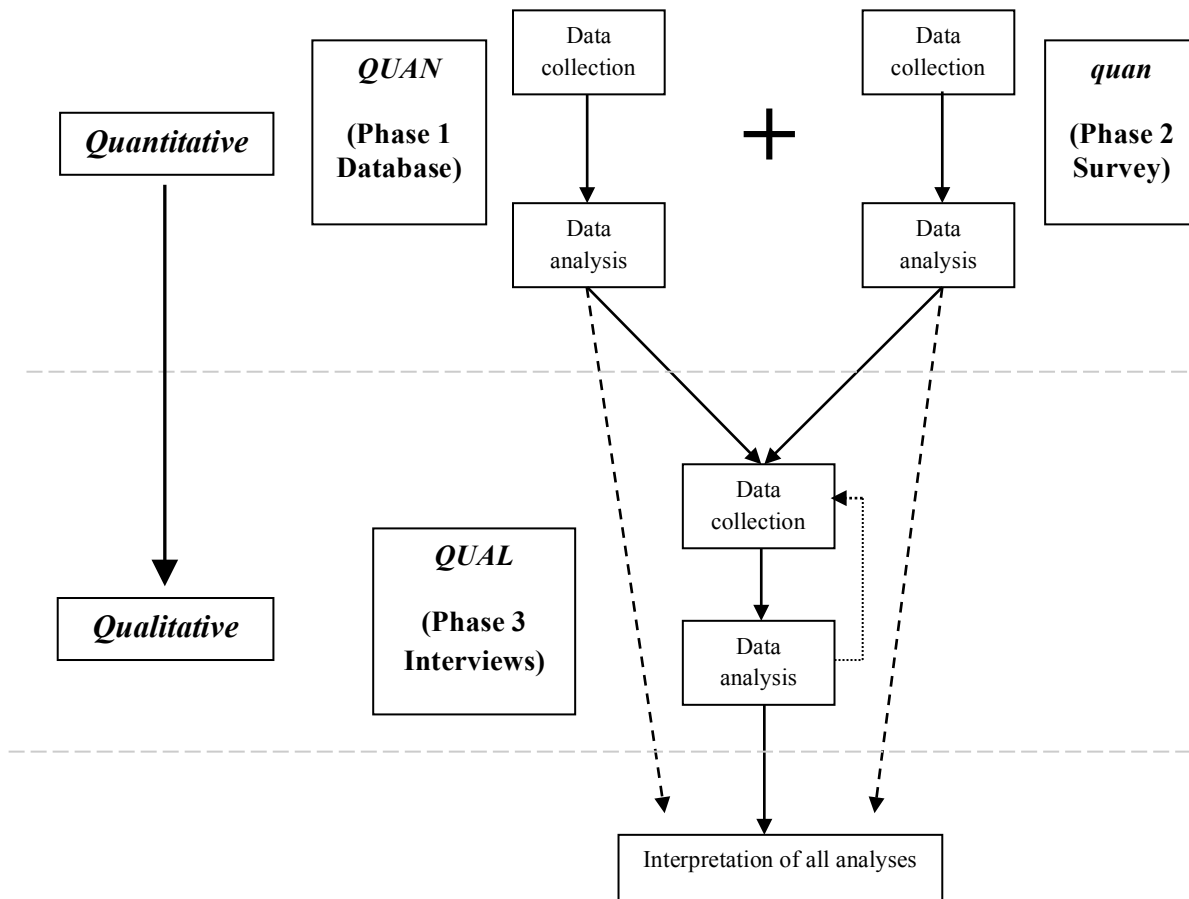 Quantitative
QUAN
(Phase 1
Database)
Data
collection
Data
analysis
+
Data
collection
Data
analysis
quan
(Phase 2
Survey)
Qualitative
QUAL
(Phase 3
Interviews)
Data
collection
Data
analysis
Interpretation of all analyses